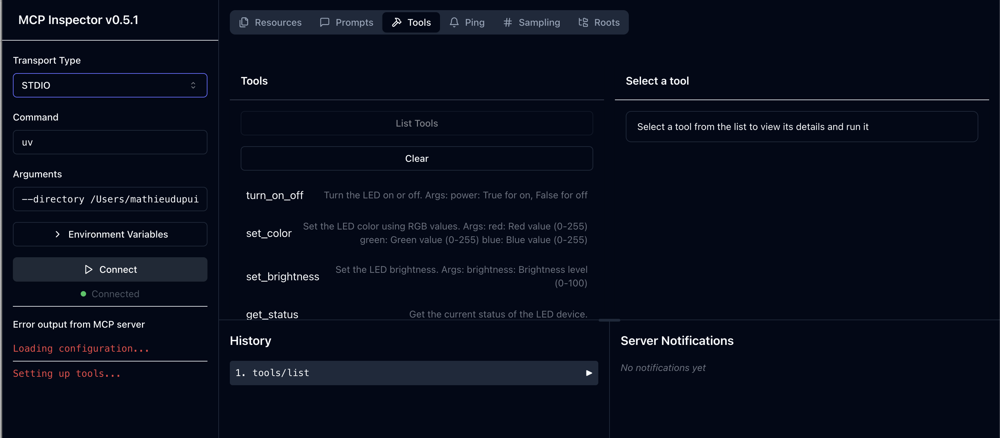 MCP Inspector v0.5.1
Transport Type
STDIO
Command
uv
Arguments
--directory /Users/mathieudupui
Environment Variables
Connect
Connected
Error output from MCP server
Loading configuration...
Setting up tools...
Resources
Prompts
Tools
Ping
Sampling
Roots
Tools
List Tools
Clear
turn_on_off
Turn the LED on or off. Args: power: True for on, False for off
set_color
Set the LED color using RGB values. Args: red: Red value (0-255)
green: Green value (0-255) blue: Blue value (0-255)
set_brightness
Set the LED brightness. Args: brightness: Brightness level
(0-100)
get_status
Get the current status of the LED device.
Select a tool
Select a tool from the list to view its details and run it
History
1. tools/list
Server Notifications
No notifications yet